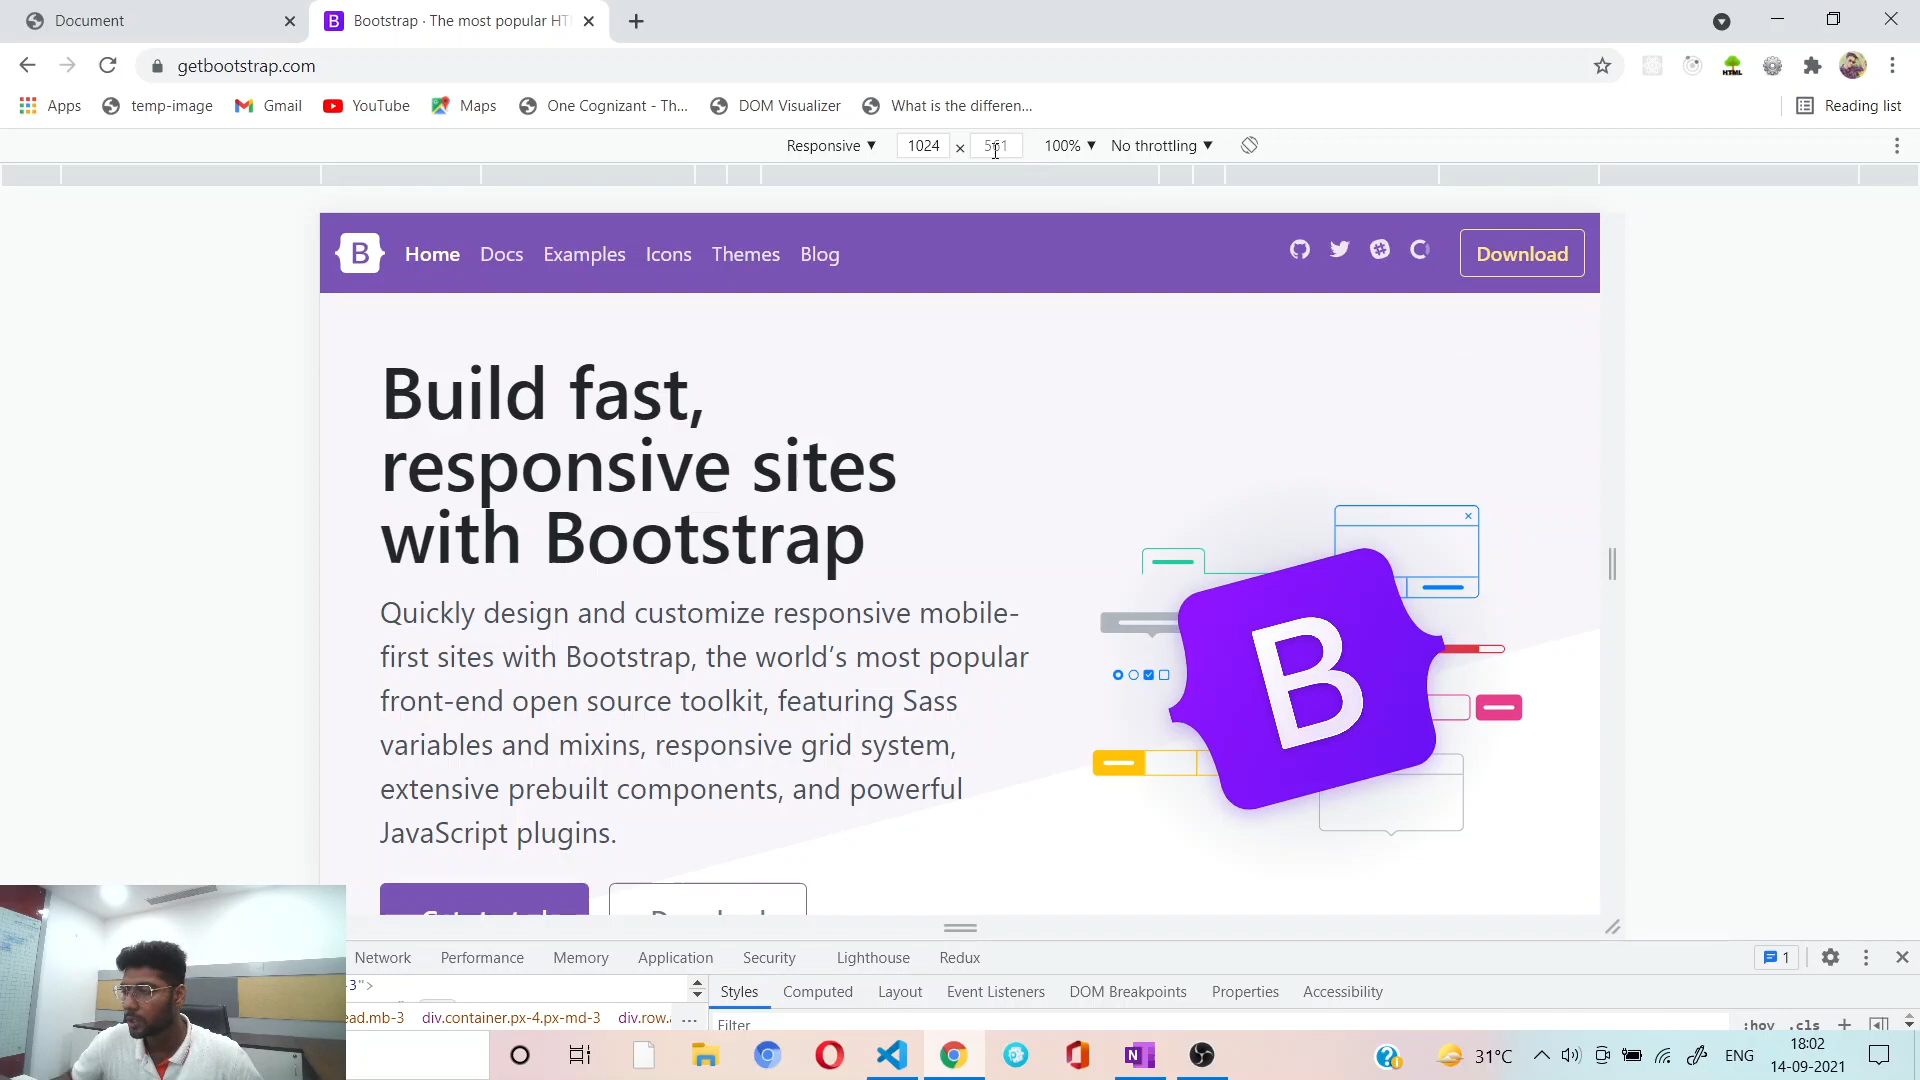 Document
Bootstrap · The most popular HT
getbootstrap.com
Apps
temp-image
Gmail
YouTube
Maps
One Cognizant - Th...
DOM Visualizer
What is the differen...
Reading list
Responsive ▼
1024 ×
100% ▼
No throttling ▼
B
Home
Docs
Examples
Icons
Themes
Blog
Download
Build fast,
responsive sites
with Bootstrap
Quickly design and customize responsive mobile-
first sites with Bootstrap, the world’s most popular
front-end open source toolkit, featuring Sass
variables and mixins, responsive grid system,
extensive prebuilt components, and powerful
JavaScript plugins.
B
Network
Performance
Memory
Application
Security
Lighthouse
Redux
1
-3">
ead.mb-3
div.container.px-4.px-md-3
div.row.
...
Styles
Computed
Layout
Event Listeners
DOM Breakpoints
Properties
Accessibility
Filter
:hov
.cls
31°C
ENG
18:02
14-09-2021